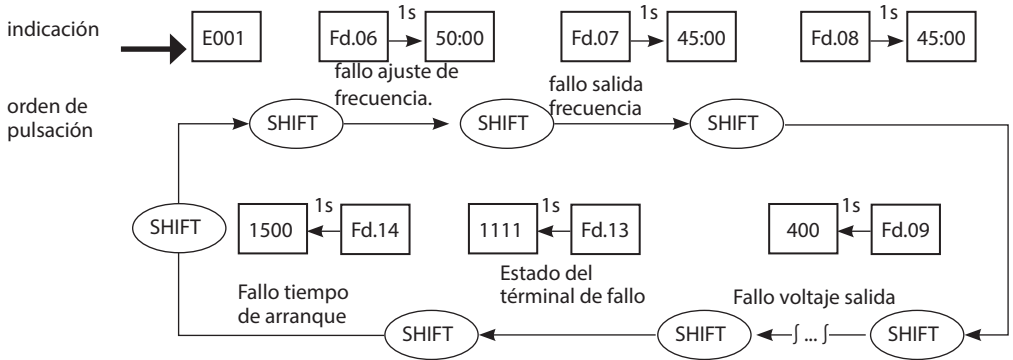 indicación
E001
Fd.06
1s
50:00
Fd.07
1s
45:00
Fd.08
1s
45:00
fallo ajuste de
frecuencia.
fallo salida
frecuencia
orden de
pulsación
SHIFT
SHIFT
SHIFT
SHIFT
1500
1s
Fd.14
1111
1s
Fd.13
400
1s
Fd.09
Fallo tiempo
de arranque
Estado del
términal de fallo
Fallo voltaje salida
SHIFT
SHIFT
∫ ... ∫
SHIFT